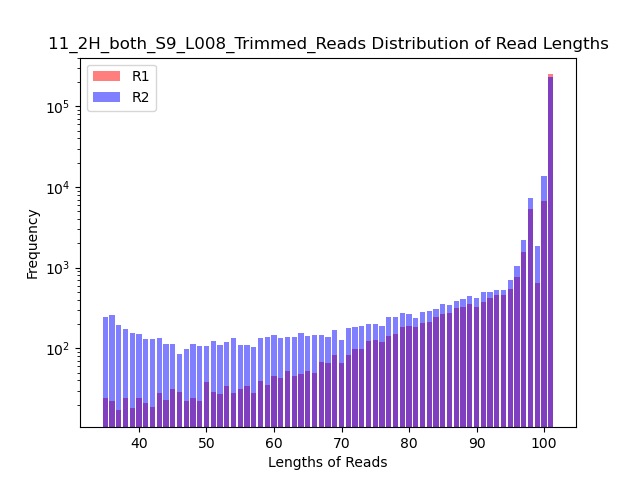 11_2H_both_S9_L008_Trimmed_Reads Distribution of Read Lengths
R1
R2
10^5
10^4
10^3
10^2
Frequency
40 50 60 70 80 90 100
Lengths of Reads